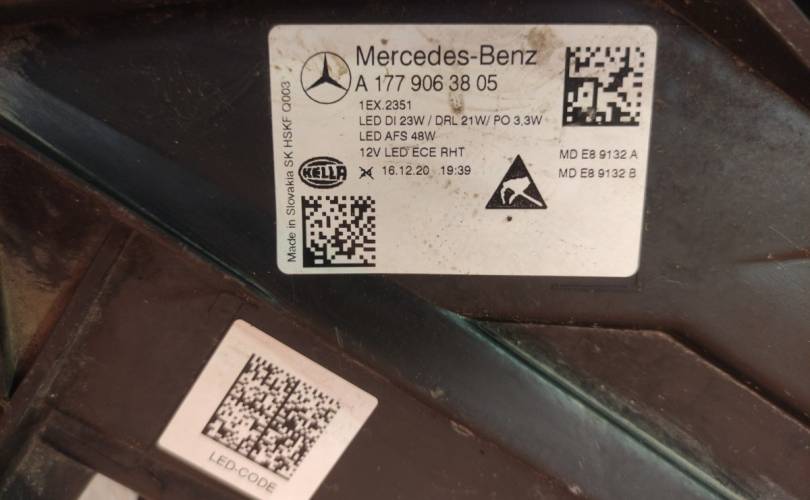 Mercedes-Benz
A 177 906 38 05
1EX.2351
LED DI 23W / DRL 21W/ PO 3,3W
LED AFS 48W
12V LED ECE RHT
HELLA
16.12.20 19:39
MD E8 9132 A
MD E8 9132 B
Made in Slovakia SK HSKF Q003
LED-CODE